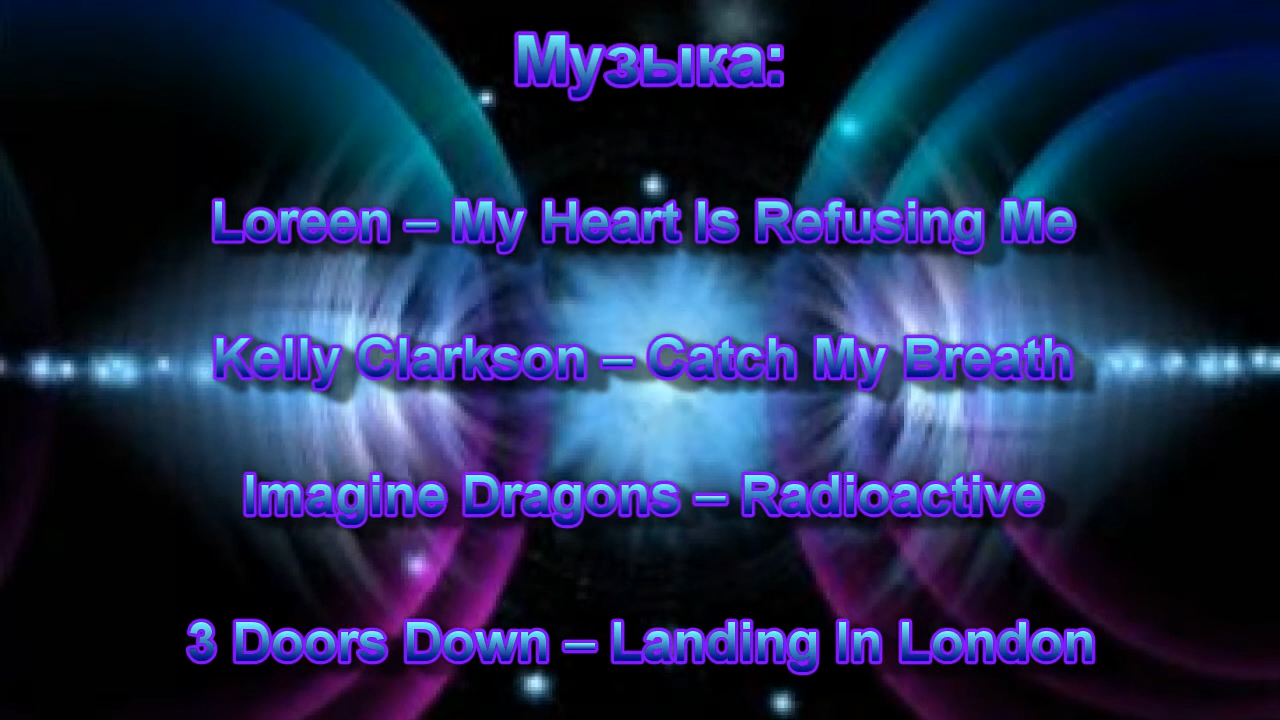 Музыка:
Loreen – My Heart Is Refusing Me
Kelly Clarkson – Catch My Breath
Imagine Dragons – Radioactive
3 Doors Down – Landing In London